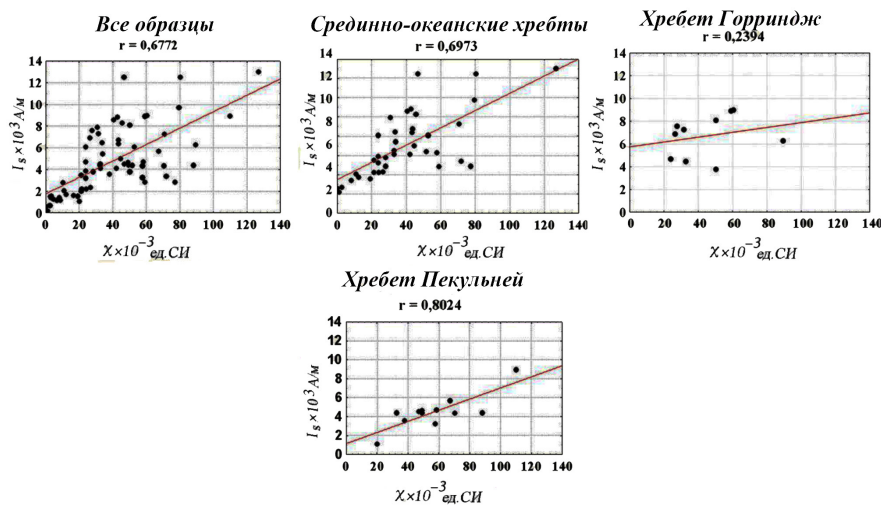 Все образцы
r = 0,6772
14
12
10
8
6
4
2
0
0 20 40 60 80 100 120 140
I s ×10 3 А/м
χ×10 −3 ед.СИ
Срединно-океанские хребты
r = 0,6973
14
12
10
8
6
4
2
0
0 20 40 60 80 100 120 140
I s ×10 3 А/м
χ×10 −3 ед.СИ
Хребет Горриндж
r = 0,2394
14
12
10
8
6
4
2
0
0 20 40 60 80 100 120 140
I s ×10 3 А/м
χ×10 −3 ед.СИ
Хребет Пекульней
r = 0,8024
14
12
10
8
6
4
2
0
0 20 40 60 80 100 120 140
I s ×10 3 А/м
χ×10 −3 ед.СИ